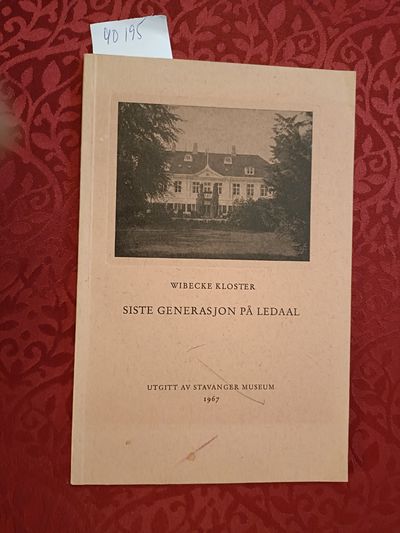 40 195
WIBECKE KLOSTER
SISTE GENERASJON PÅ LEDAAL
UTGITT AV STAVANGER MUSEUM
1967